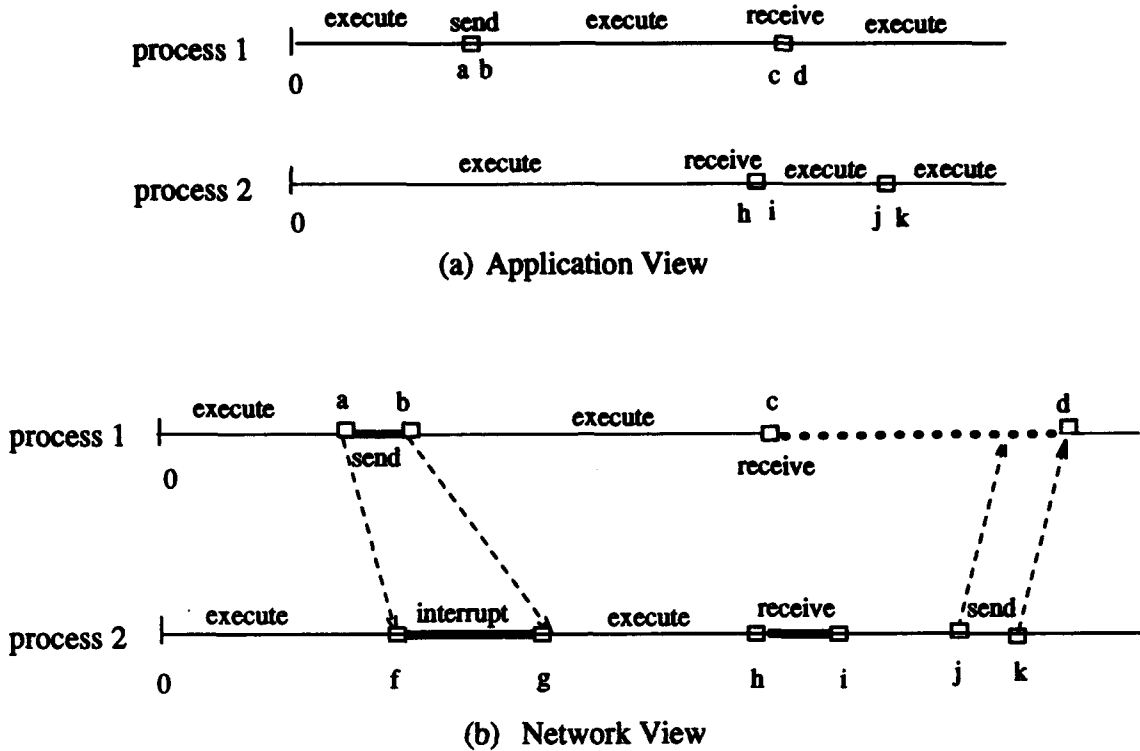 execute send execute receive execute
process 1
a b c d
0
execute receive execute execute
process 2
h i j k
0
(a) Application View
a b c d
execute execute
process 1
send receive
0
execute interrupt execute receive send
process 2
0 f g h i j k
(b) Network View